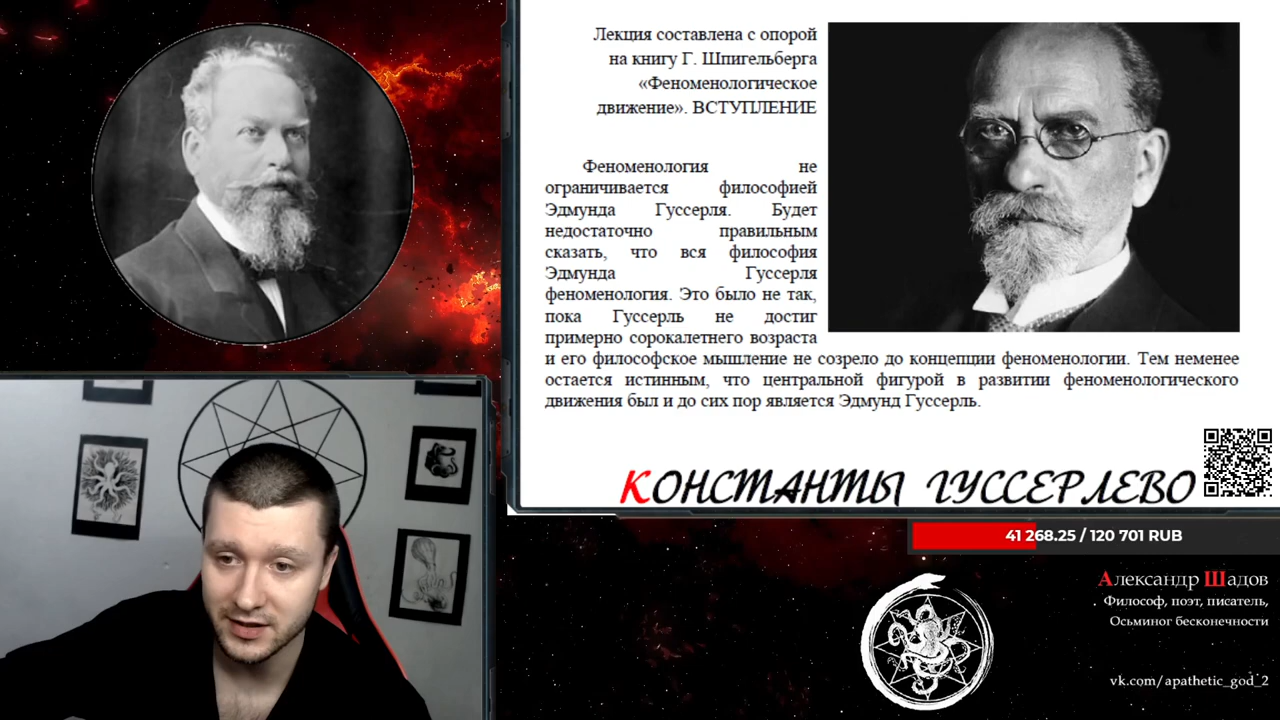 Лекция составлена с опорой
на книгу Г. Шпигельберга
«Феноменологическое
движение». ВСТУПЛЕНИЕ
Феноменология не
ограничивается философией
Эдмунда Гуссерля. Будет
недостаточно правильным
сказать, что вся философия
Эдмунда Гуссерля
феноменология. Это было не так,
пока Гуссерль не достиг
примерно сорокалетнего возраста
и его философское мышление не созрело до концепции феноменологии. Тем неменее
остается истинным, что центральной фигурой в развитии феноменологического
движения был и до сих пор является Эдмунд Гуссерль.
КОНСТАНТЫ ГУССЕРЛЕВО
41 268.25 / 120 701 RUB
Александр Шадов
Философ, поэт, писатель,
Осьминог бесконечности
vk.com/apathetic_god_2